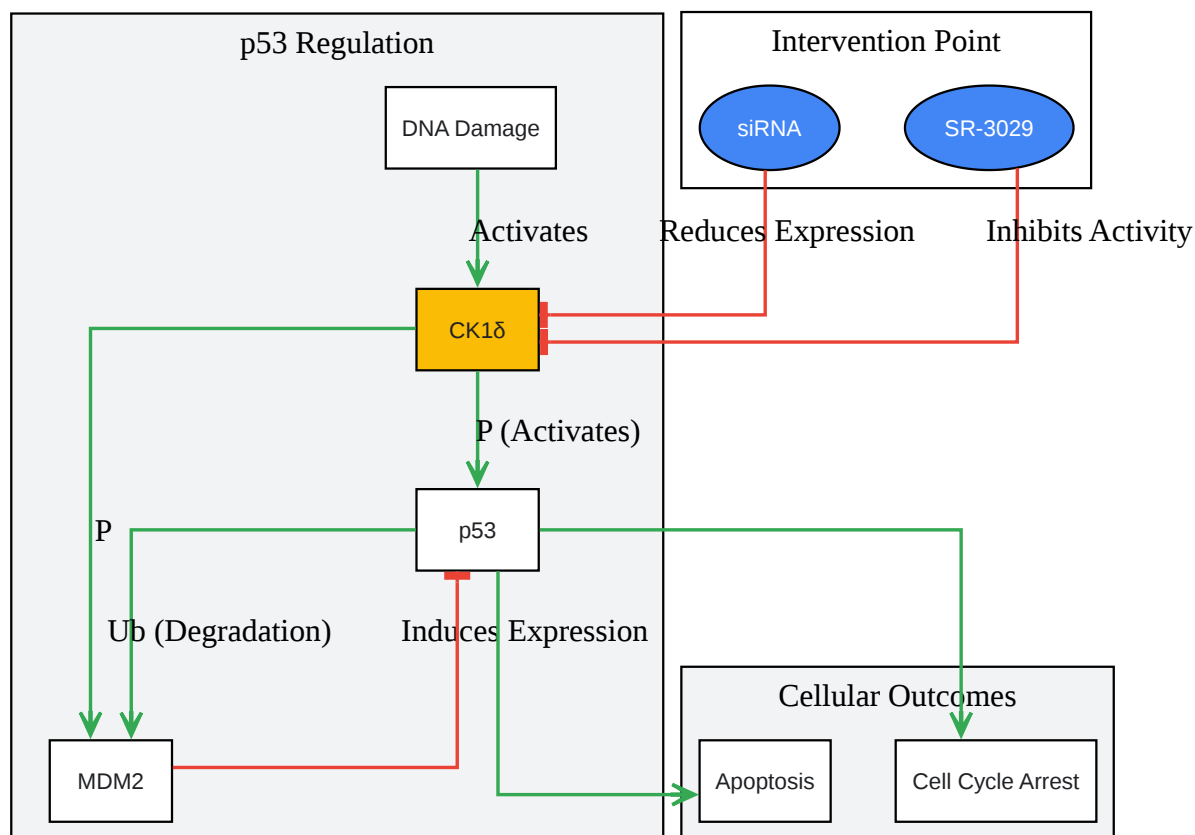 p53 Regulation
Intervention Point
DNA Damage
siRNA
SR-3029
Activates
Reduces Expression
Inhibits Activity
CK1δ
P (Activates)
p53
P
Ub (Degradation)
Induces Expression
Cellular Outcomes
MDM2
Apoptosis
Cell Cycle Arrest